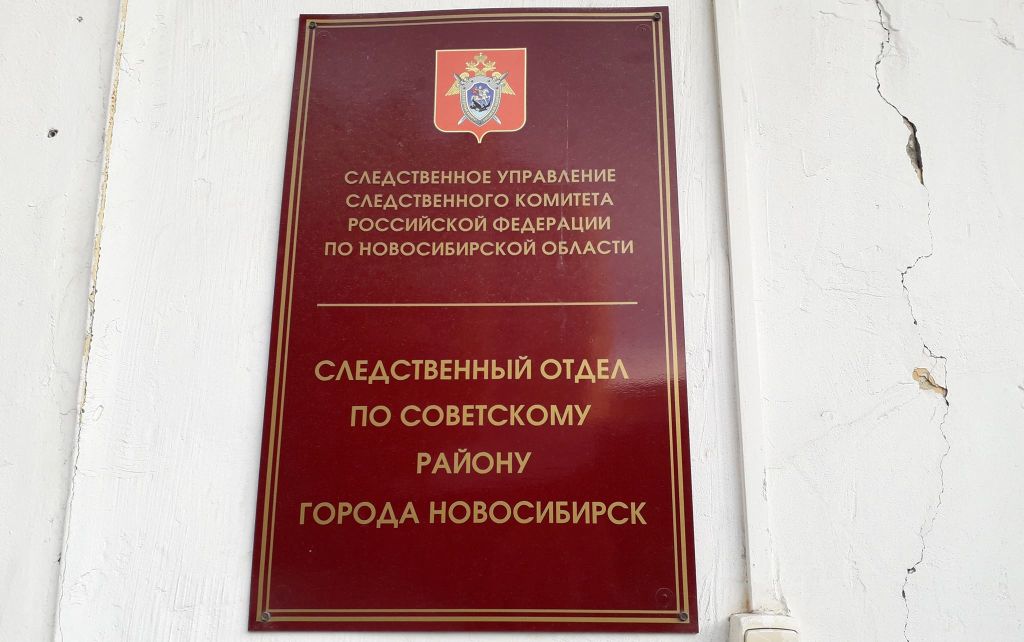 СЛЕДСТВЕННОЕ УПРАВЛЕНИЕ
СЛЕДСТВЕННОГО КОМИТЕТА
РОССИЙСКОЙ ФЕДЕРАЦИИ
ПО НОВОСИБИРСКОЙ ОБЛАСТИ
СЛЕДСТВЕННЫЙ ОТДЕЛ
ПО СОВЕТСКОМУ
РАЙОНУ
ГОРОДА НОВОСИБИРСК